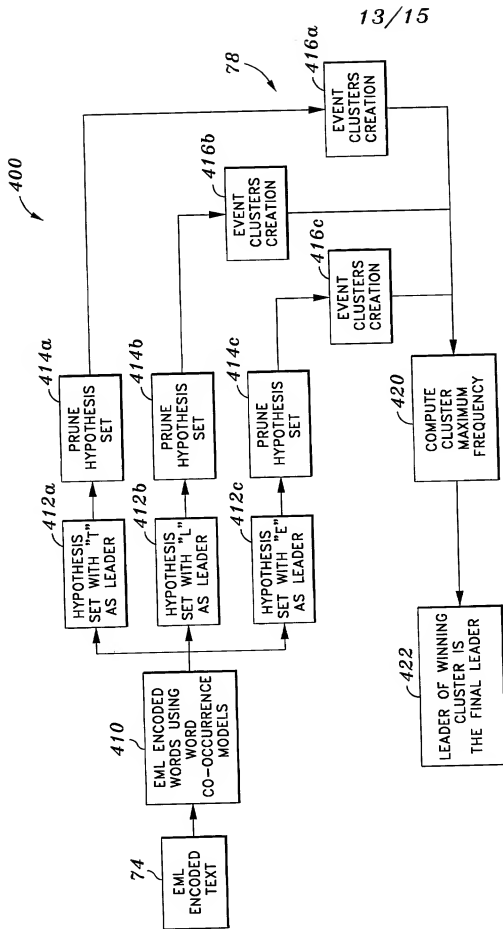 13/15
400
78
74
EML
ENCODED
TEXT
410
EML ENCODED
WORDS USING
WORD
CO-OCCURRENCE
MODELS
412a
HYPOTHESIS
SET WITH "T"
AS LEADER
412b
HYPOTHESIS
SET WITH "L"
AS LEADER
412c
HYPOTHESIS
SET WITH "E"
AS LEADER
414a
PRUNE
HYPOTHESIS
SET
414b
PRUNE
HYPOTHESIS
SET
414c
PRUNE
HYPOTHESIS
SET
416a
EVENT
CLUSTERS
CREATION
416b
EVENT
CLUSTERS
CREATION
416c
EVENT
CLUSTERS
CREATION
420
COMPUTE
CLUSTER
MAXIMUM
FREQUENCY
422
LEADER OF WINNING
CLUSTER IS
THE FINAL LEADER